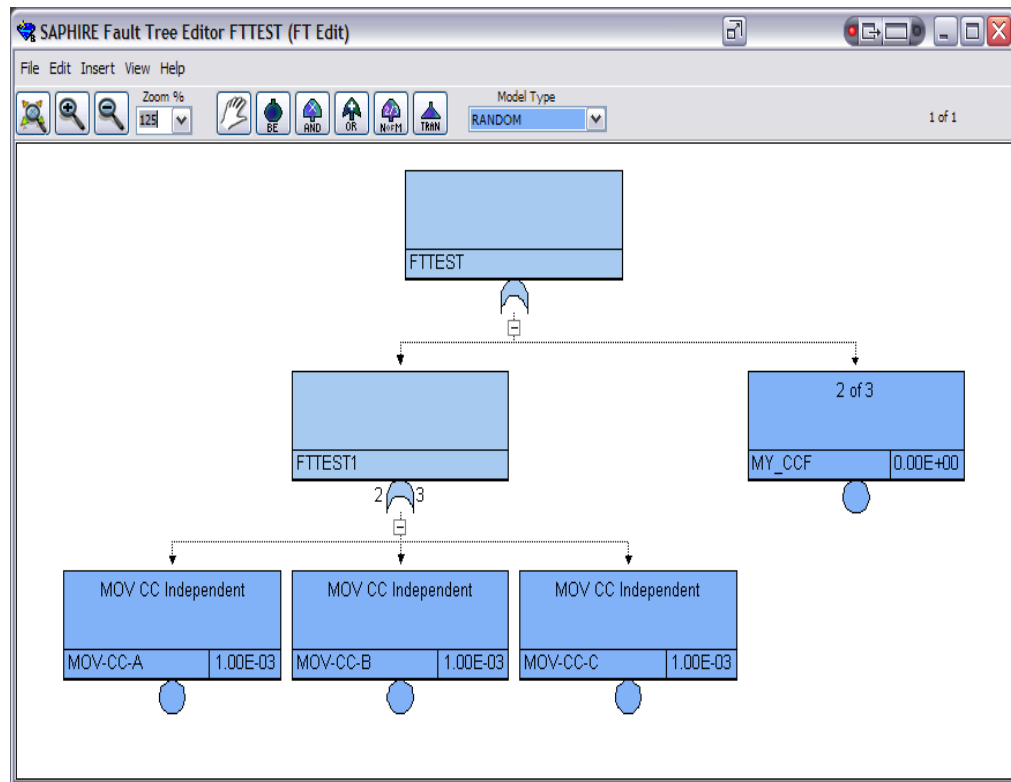 SAPHIRE Fault Tree Editor FTTEST (FT Edit)
File Edit Insert View Help
Zoom %
125
BE
AND
OR
TRAN
Model Type
RANDOM
1 of 1
FTTEST
2 of 3
FTTEST1
MY_CCF 0.00E+00
2 3
MOV CC Independent MOV CC Independent MOV CC Independent
MOV-CC-A 1.00E-03 MOV-CC-B 1.00E-03 MOV-CC-C 1.00E-03